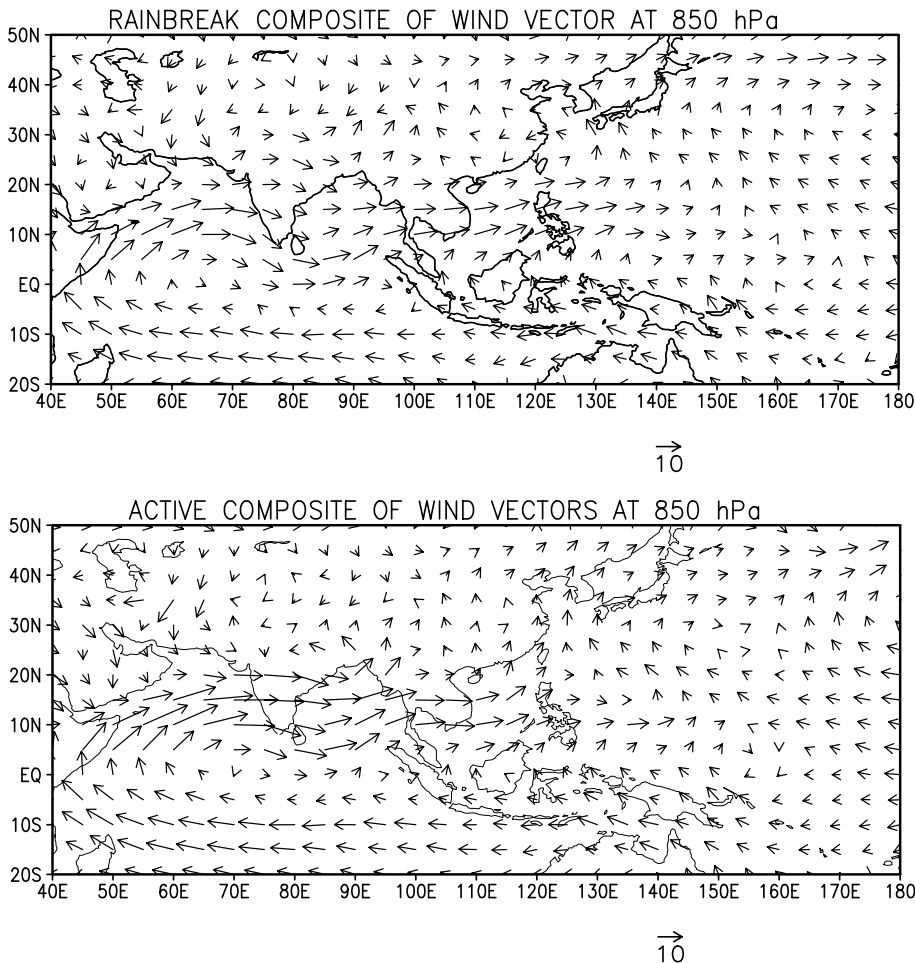 RAINBREAK COMPOSITE OF WIND VECTOR AT 850 hPa
50N
40N
30N
20N
10N
EQ
10S
20S
40E 50E 60E 70E 80E 90E 100E 110E 120E 130E 140E 150E 160E 170E 180
10
ACTIVE COMPOSITE OF WIND VECTORS AT 850 hPa
50N
40N
30N
20N
10N
EQ
10S
20S
40E 50E 60E 70E 80E 90E 100E 110E 120E 130E 140E 150E 160E 170E 180
10